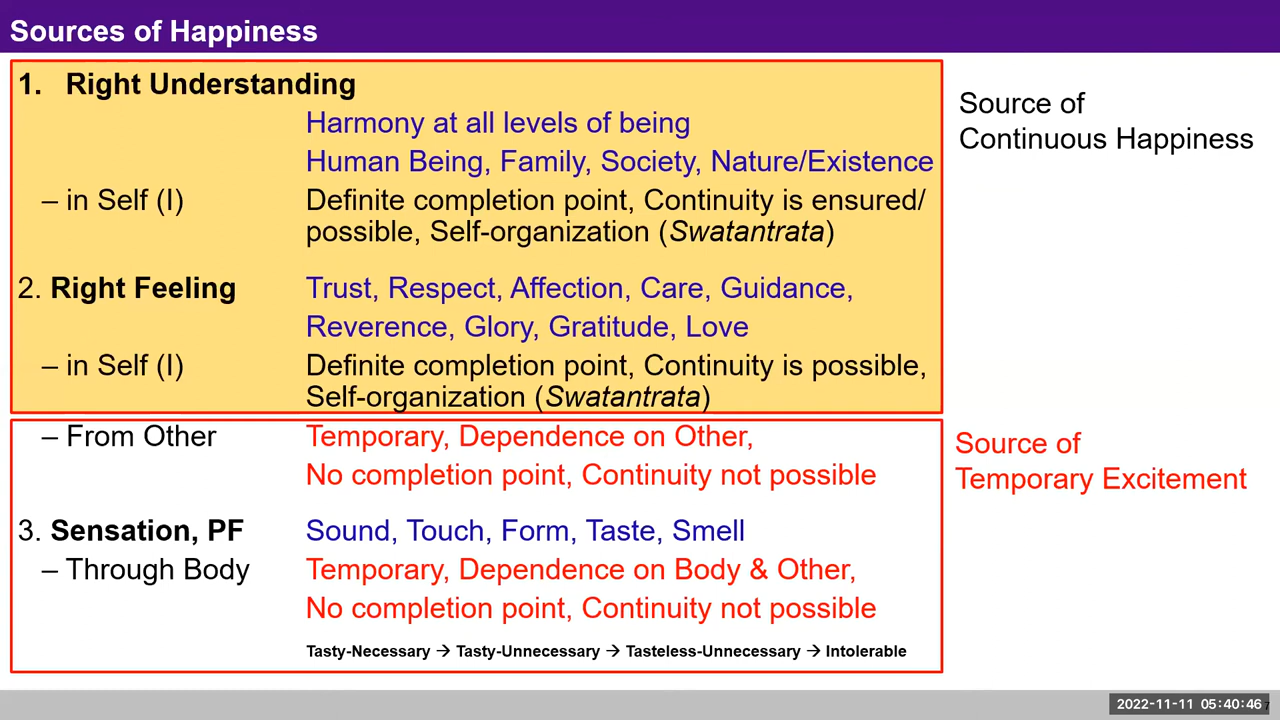 Sources of Happiness
1. Right Understanding
Harmony at all levels of being
Human Being, Family, Society, Nature/Existence
– in Self (I) Definite completion point, Continuity is ensured/
possible, Self-organization (Swatantrata)
Source of
Continuous Happiness
2. Right Feeling Trust, Respect, Affection, Care, Guidance,
Reverence, Glory, Gratitude, Love
– in Self (I) Definite completion point, Continuity is possible,
Self-organization (Swatantrata)
– From Other Temporary, Dependence on Other,
No completion point, Continuity not possible
Source of
Temporary Excitement
3. Sensation, PF Sound, Touch, Form, Taste, Smell
– Through Body Temporary, Dependence on Body & Other,
No completion point, Continuity not possible
Tasty-Necessary → Tasty-Unnecessary → Tasteless-Unnecessary → Intolerable
2022-11-11 05:40:46
7